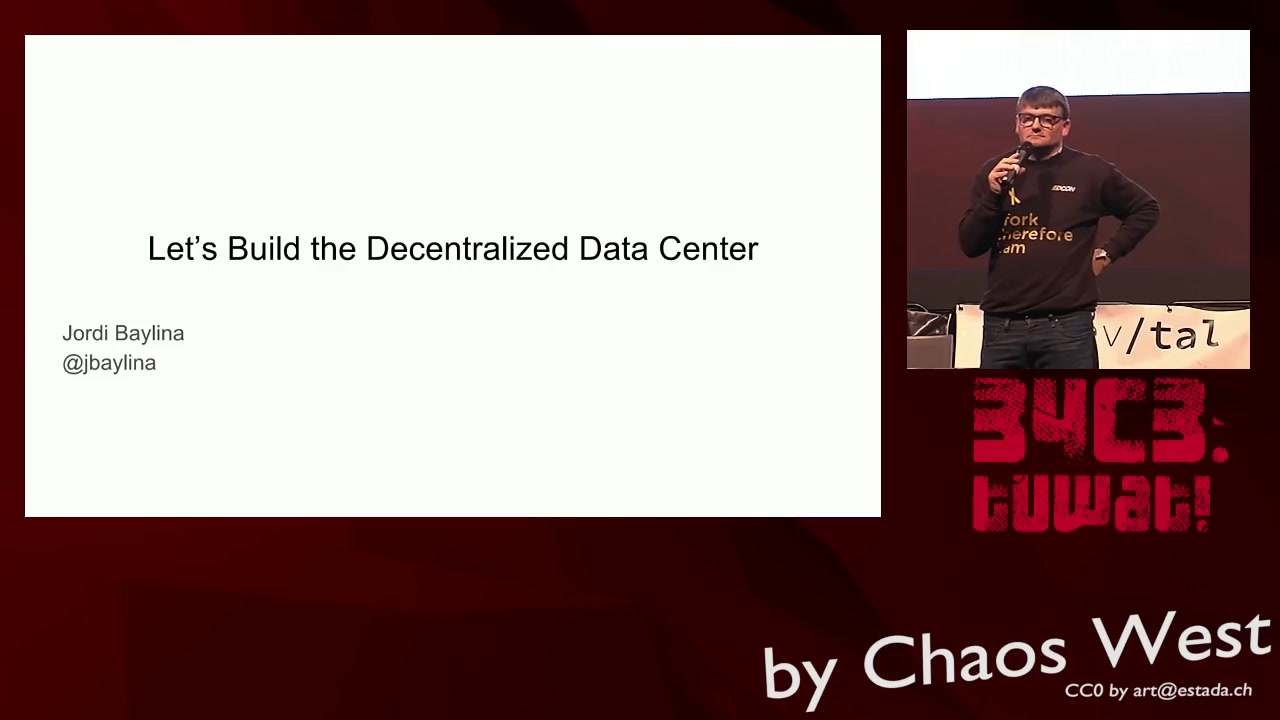 Let's Build the Decentralized Data Center
Jordi Baylina
@jbaylina
EDCON
fork
therefore
am
v/tal
34C3:
tuwat!
by Chaos West
CC0 by art@estada.ch